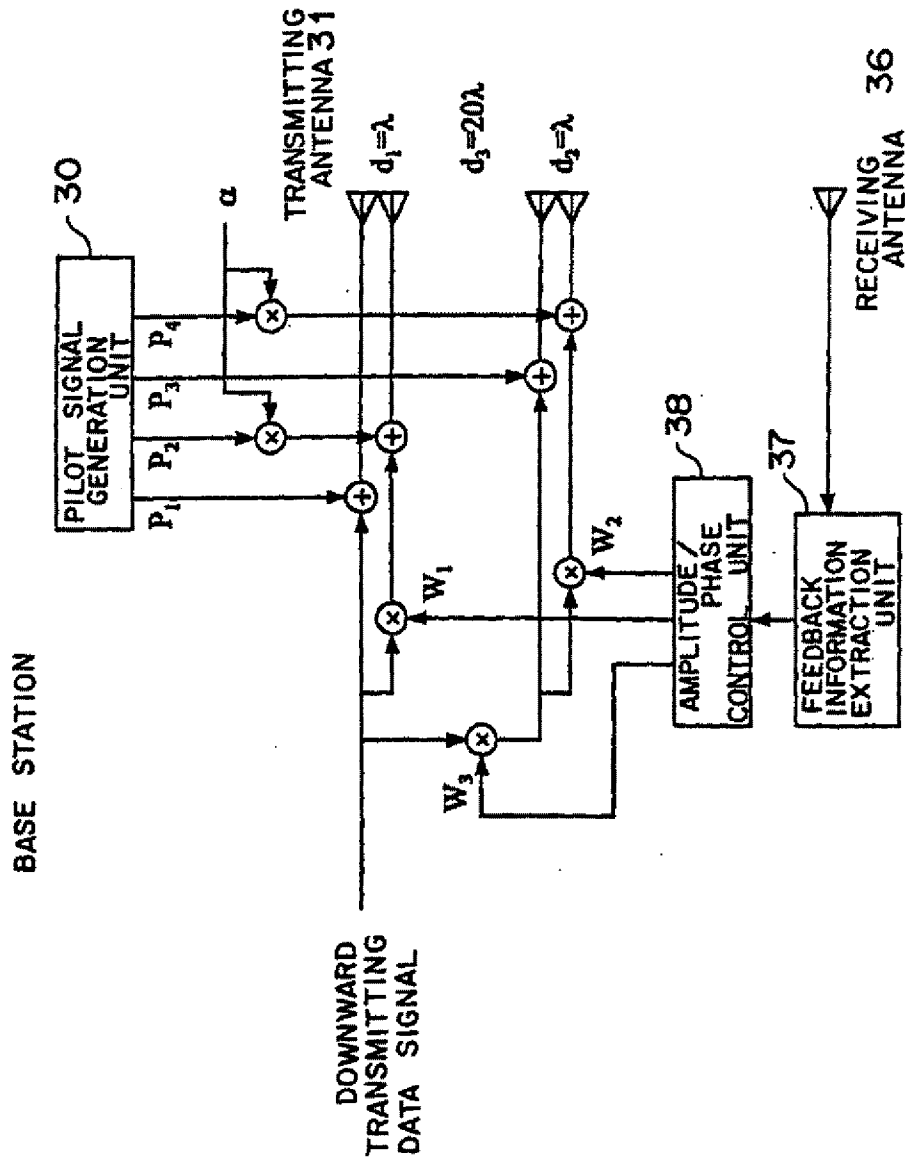 BASE STATION
30
PILOT SIGNAL
GENERATION
UNIT
P₁
P₂
P₃
P₄
α
TRANSMITTING
ANTENNA 31
d₁=λ
d₃=20λ
d₂=λ
DOWNWARD
TRANSMITTING
DATA SIGNAL
W₁
W₂
W₃
38
AMPLITUDE/
PHASE
CONTROL UNIT
37
FEEDBACK
INFORMATION
EXTRACTION
UNIT
RECEIVING
ANTENNA 36